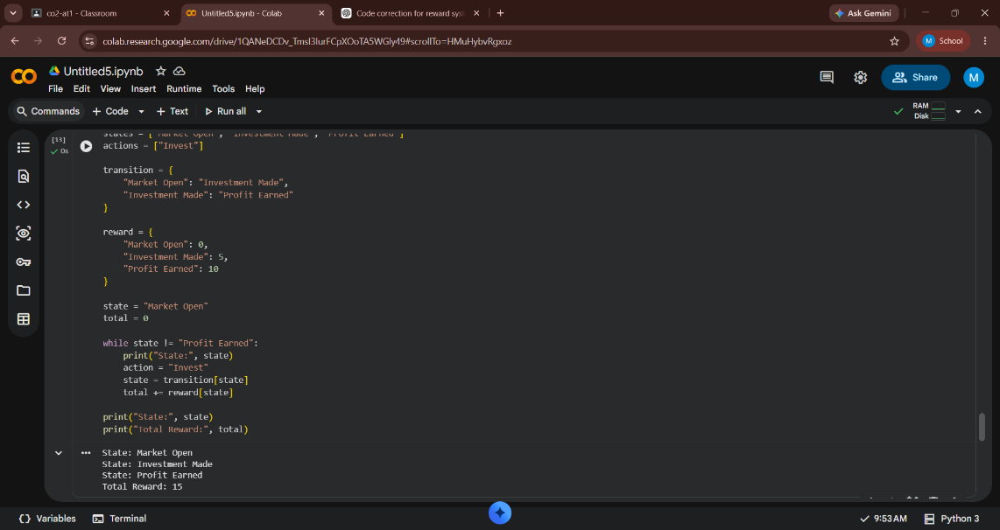 co2-at1 - Classroom
Untitled5.ipynb - Colab
Code correction for reward sys
Ask Gemini
colab.research.google.com/drive/1QANeDCDv_Tmsl3IurFCpXOoTA5WGly49#scrollTo=HMuHybvRgxoz
M School
Untitled5.ipynb
File Edit View Insert Runtime Tools Help
Share
M
Commands + Code + Text Run all
RAM
Disk
[13]
0s
states = ["Market Open", "Investment Made", "Profit Earned"]
actions = ["Invest"]
transition = {
"Market Open": "Investment Made",
"Investment Made": "Profit Earned"
}
reward = {
"Market Open": 0,
"Investment Made": 5,
"Profit Earned": 10
}
state = "Market Open"
total = 0
while state != "Profit Earned":
print("State:", state)
action = "Invest"
state = transition[state]
total += reward[state]
print("State:", state)
print("Total Reward:", total)
State: Market Open
State: Investment Made
State: Profit Earned
Total Reward: 15
{} Variables
Terminal
9:53 AM
Python 3